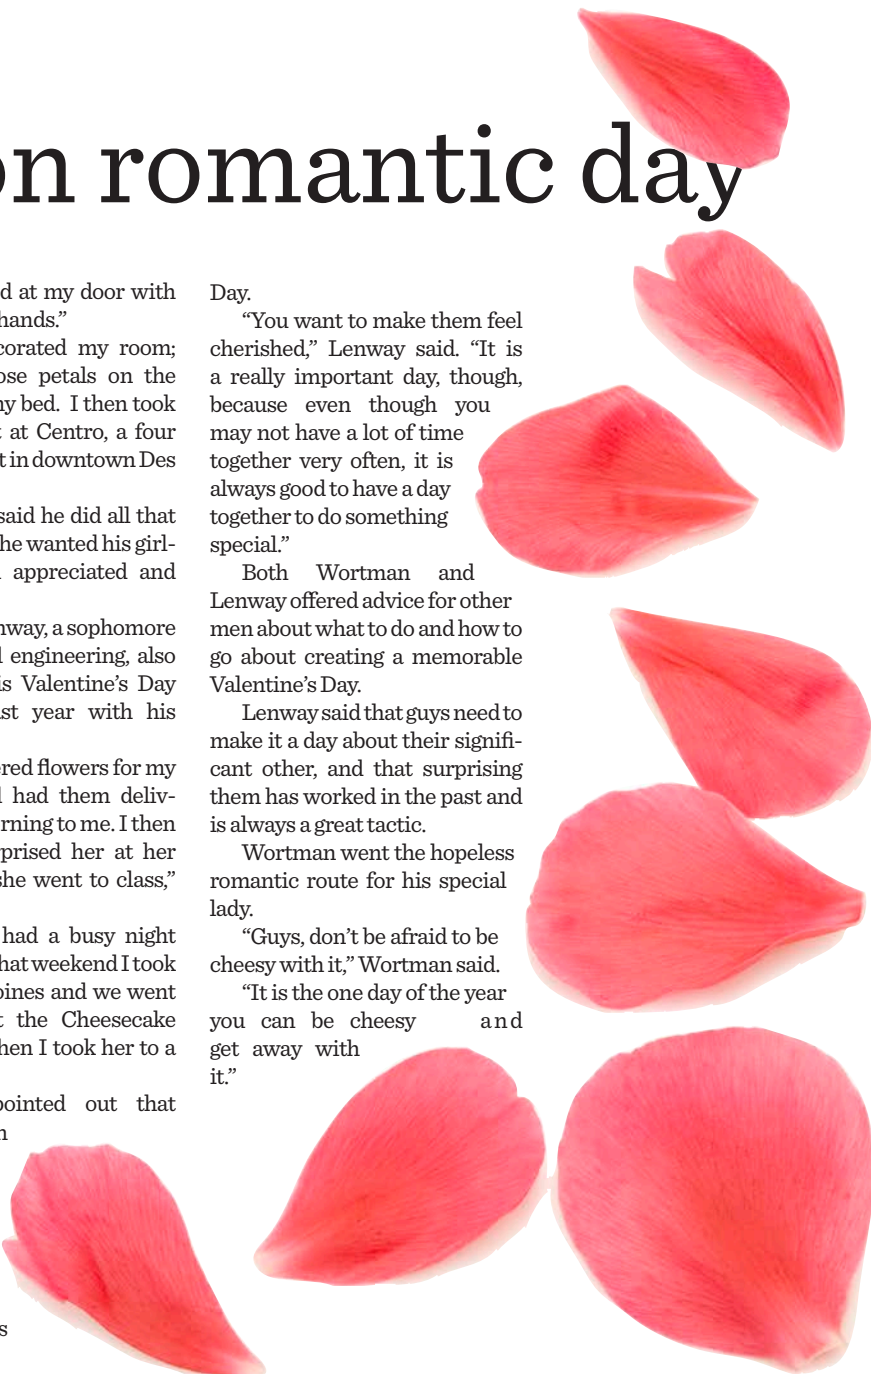 on romantic day
d at my door with
hands.”
corated my room;
ose petals on the
ny bed. I then took
t at Centro, a four
t in downtown Des
said he did all that
he wanted his girl-
appreciated and
nway, a sophomore
l engineering, also
is Valentine’s Day
ast year with his
ered flowers for my
l had them deliv-
rning to me. I then
rprised her at her
she went to class,”
had a busy night
hat weekend I took
oines and we went
t the Cheesecake
hen I took her to a
pointed out that
n
s
Day.
“You want to make them feel
cherished,” Lenway said. “It is
a really important day, though,
because even though you
may not have a lot of time
together very often, it is
always good to have a day
together to do something
special.”
Both Wortman and
Lenway offered advice for other
men about what to do and how to
go about creating a memorable
Valentine’s Day.
Lenway said that guys need to
make it a day about their signifi-
cant other, and that surprising
them has worked in the past and
is always a great tactic.
Wortman went the hopeless
romantic route for his special
lady.
“Guys, don’t be afraid to be
cheesy with it,” Wortman said.
“It is the one day of the year
you can be cheesy and
get away with
it.”